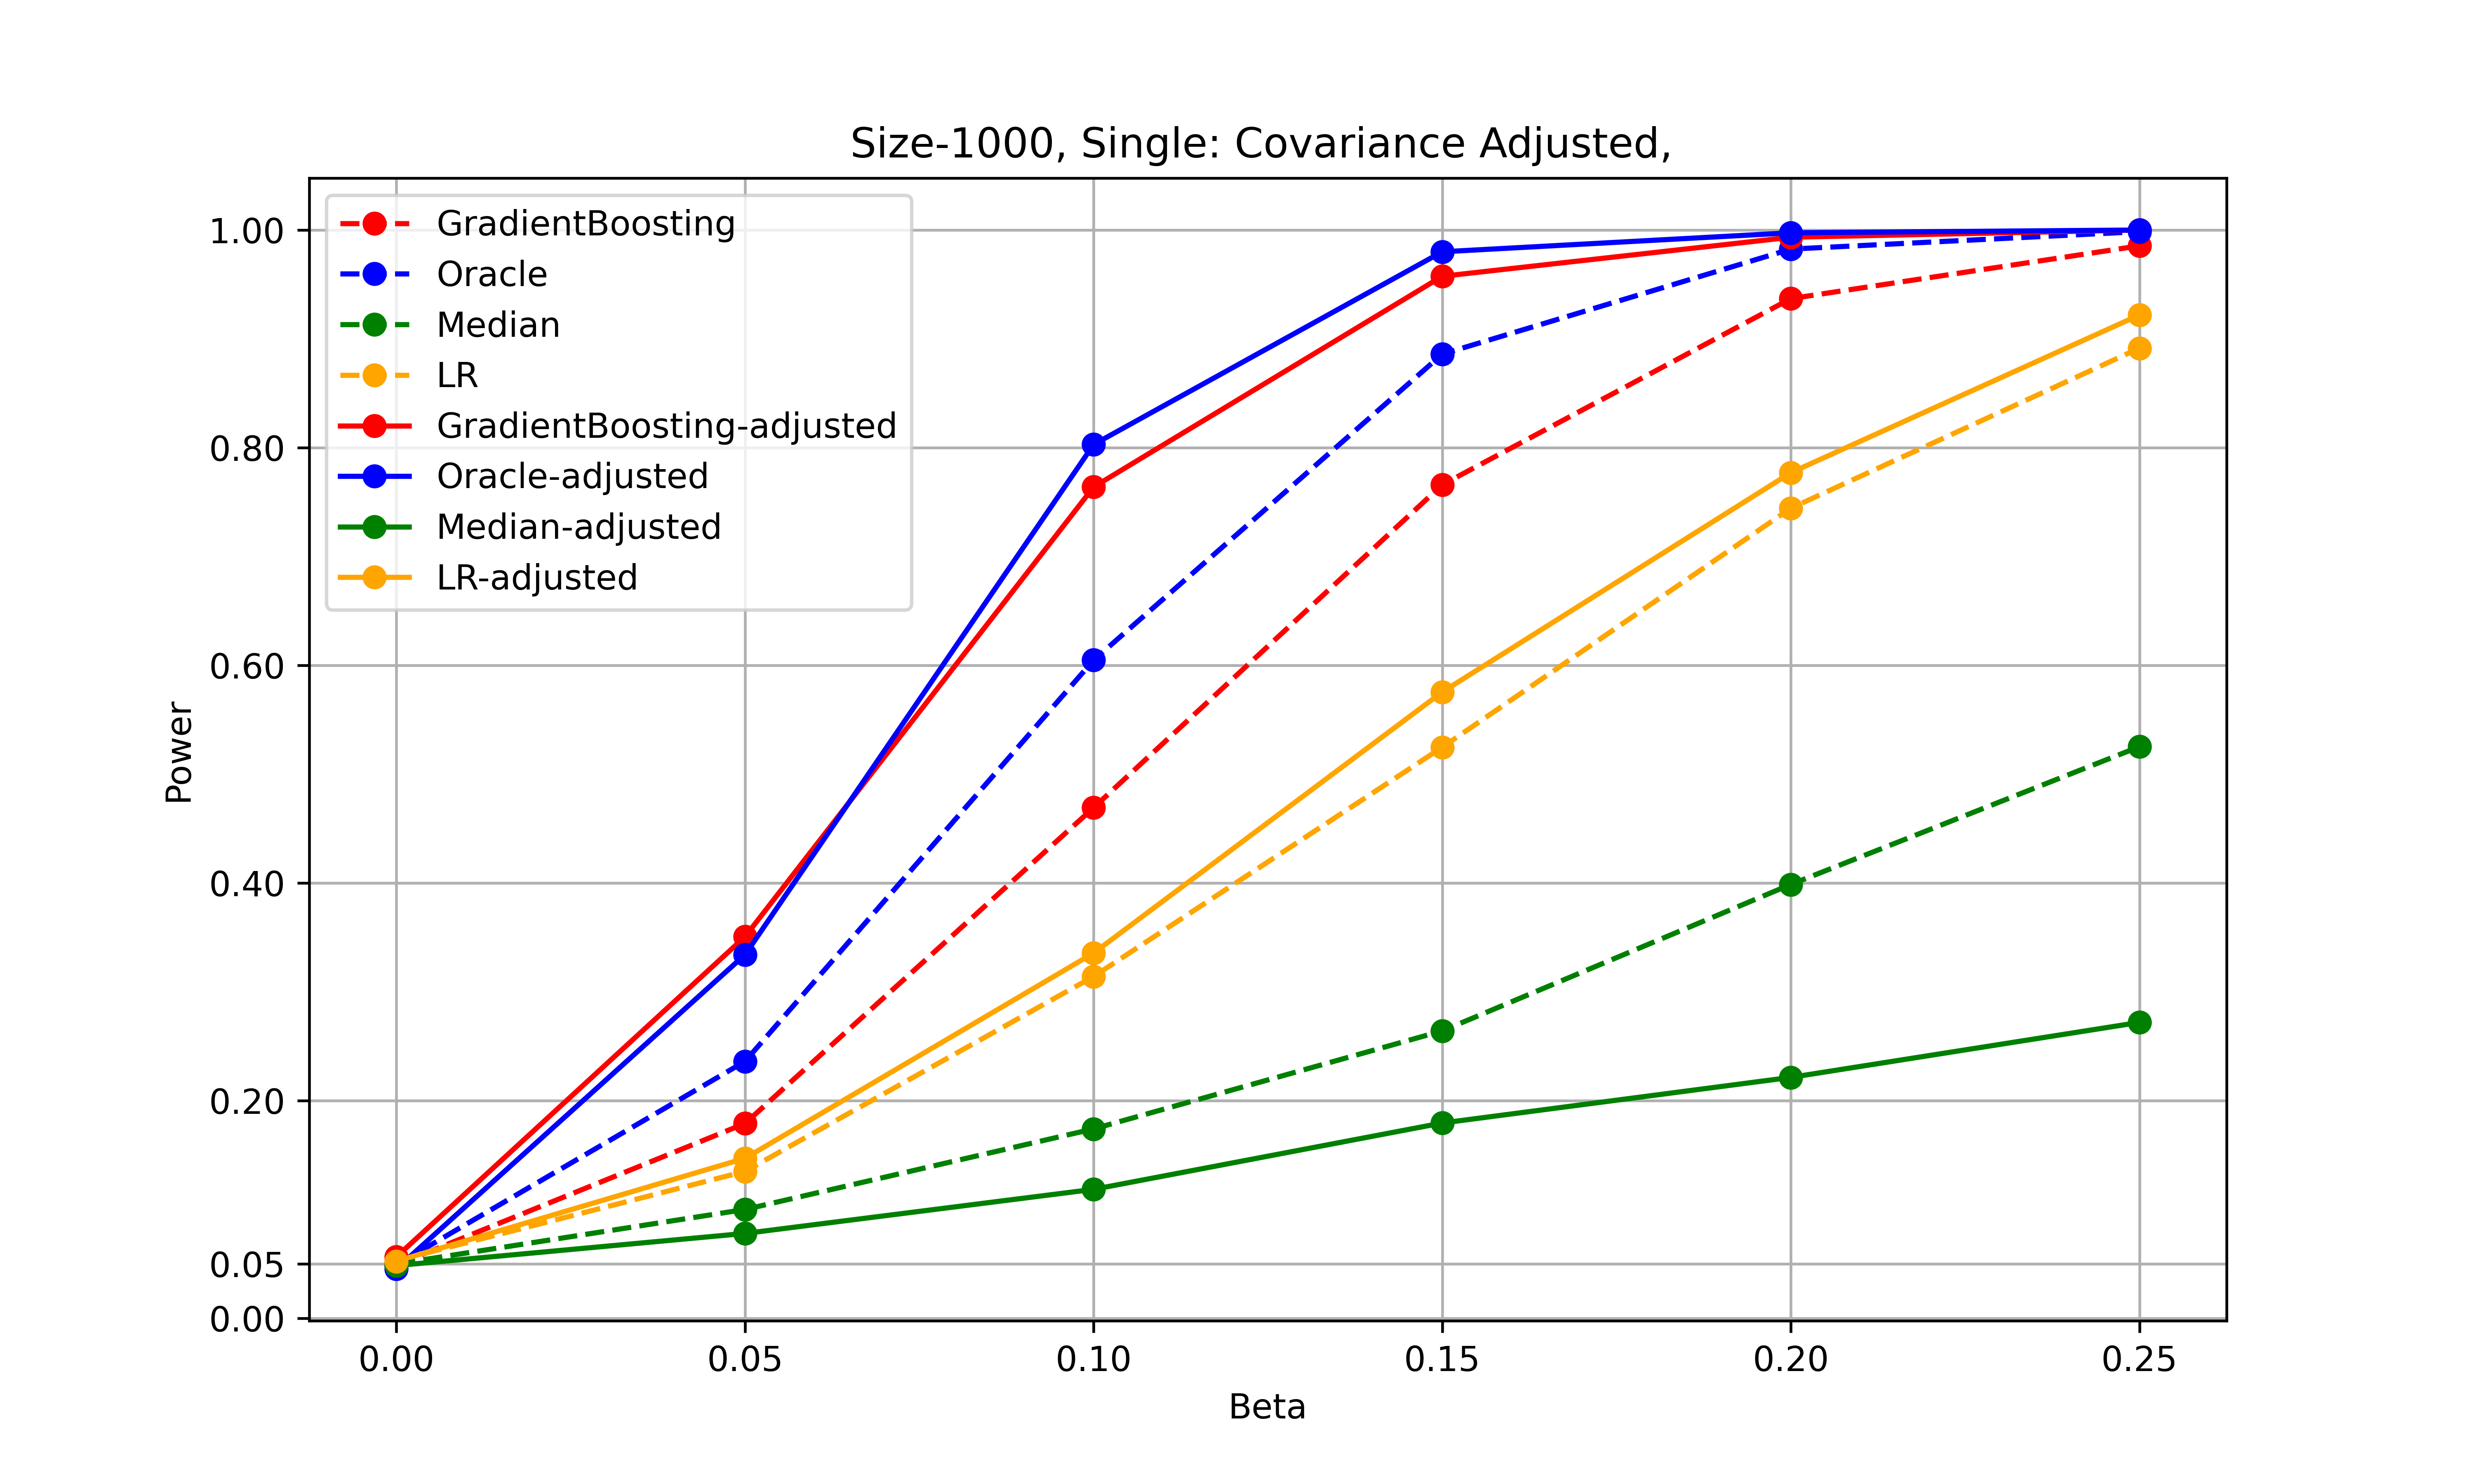 Size-1000, Single: Covariance Adjusted,
GradientBoosting
Oracle
Median
LR
GradientBoosting-adjusted
Oracle-adjusted
Median-adjusted
LR-adjusted
Power
1.00
0.80
0.60
0.40
0.20
0.05
0.00
0.00 0.05 0.10 0.15 0.20 0.25
Beta